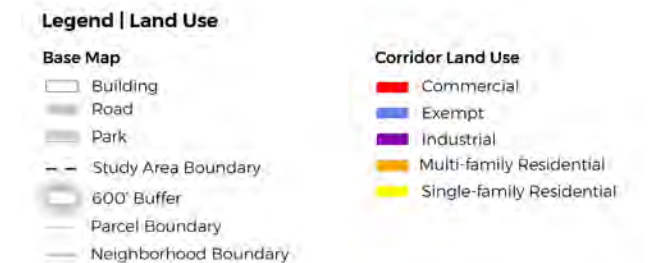 Legend | Land Use
Base Map
Building
Road
Park
Study Area Boundary
600' Buffer
Parcel Boundary
Neighborhood Boundary
Corridor Land Use
Commercial
Exempt
Industrial
Multi-family Residential
Single-family Residential